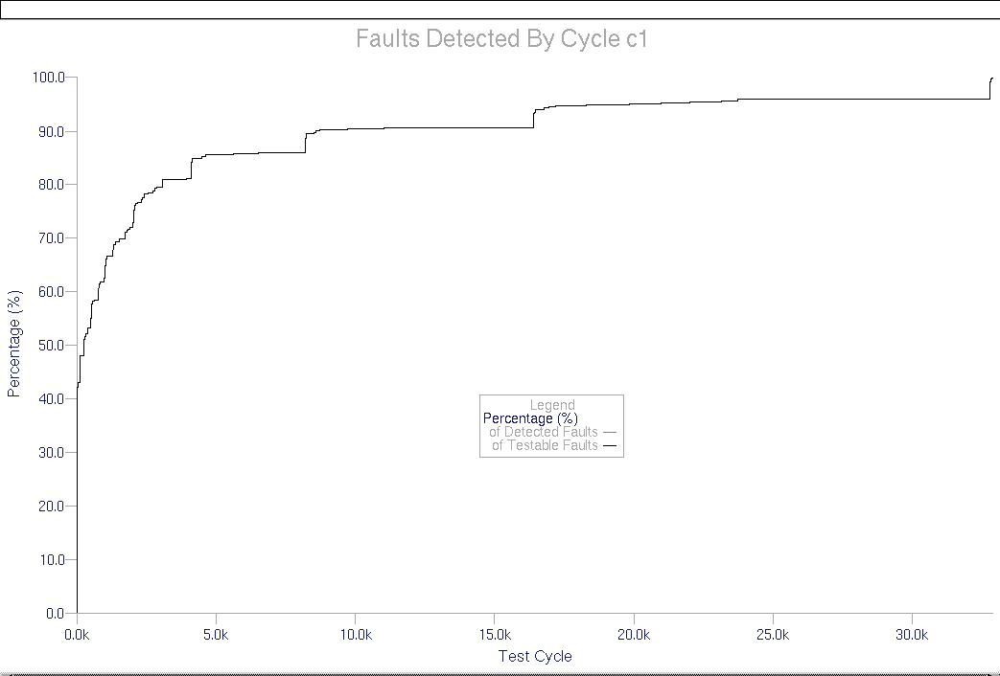 Faults Detected By Cycle c1
100.0
90.0
80.0
70.0
60.0
50.0
40.0
30.0
20.0
10.0
0.0
Percentage (%)
Legend
Percentage (%)
of Detected Faults
of Testable Faults
0.0k 5.0k 10.0k 15.0k 20.0k 25.0k 30.0k
Test Cycle